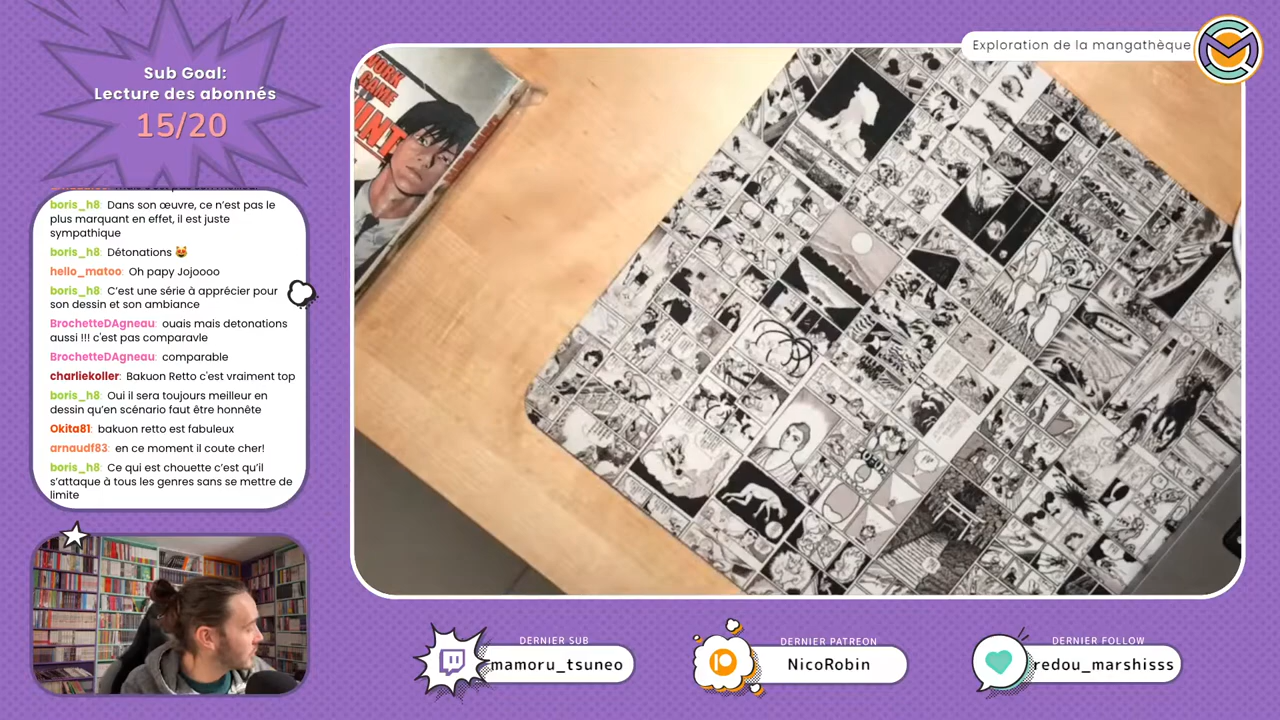 Sub Goal:
Lecture des abonnés
15/20
Exploration de la mangathèque
boris_h8: Dans son œuvre, ce n’est pas le
plus marquant en effet, il est juste
sympathique
boris_h8: Détonations 😻
hello_matoo: Oh papy Jojoooo
boris_h8: C’est une série à apprécier pour
son dessin et son ambiance
BrochetteDAgneau: ouais mais detonations
aussi !!! c'est pas comparavle
BrochetteDAgneau: comparable
charliekoller: Bakuon Retto c'est vraiment top
boris_h8: Oui il sera toujours meilleur en
dessin qu’en scénario faut être honnête
Okita81: bakuon retto est fabuleux
arnaudf83: en ce moment il coute cher!
boris_h8: Ce qui est chouette c’est qu’il
s’attaque à tous les genres sans se mettre de
limite
GAME
DERNIER SUB
mamoru_tsuneo
DERNIER PATREON
NicoRobin
DERNIER FOLLOW
redou_marshisss